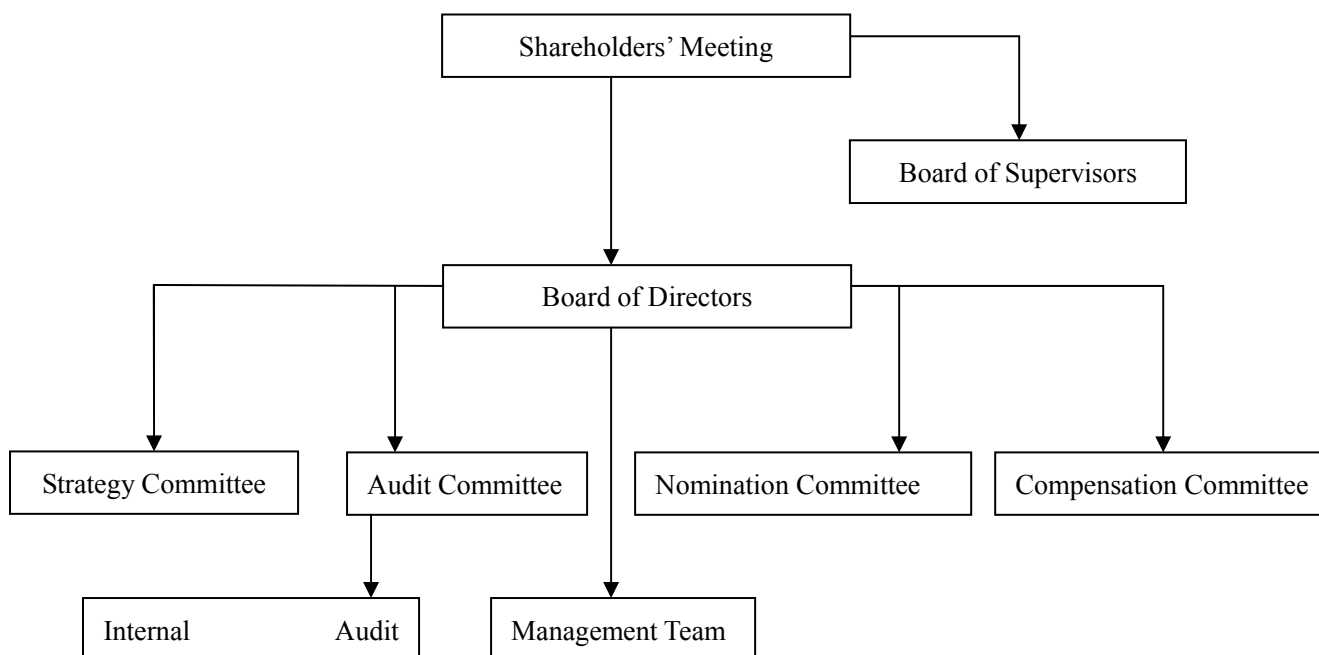 Shareholders’ Meeting
Board of Supervisors
Board of Directors
Strategy Committee
Audit Committee
Nomination Committee
Compensation Committee
Internal Audit
Management Team